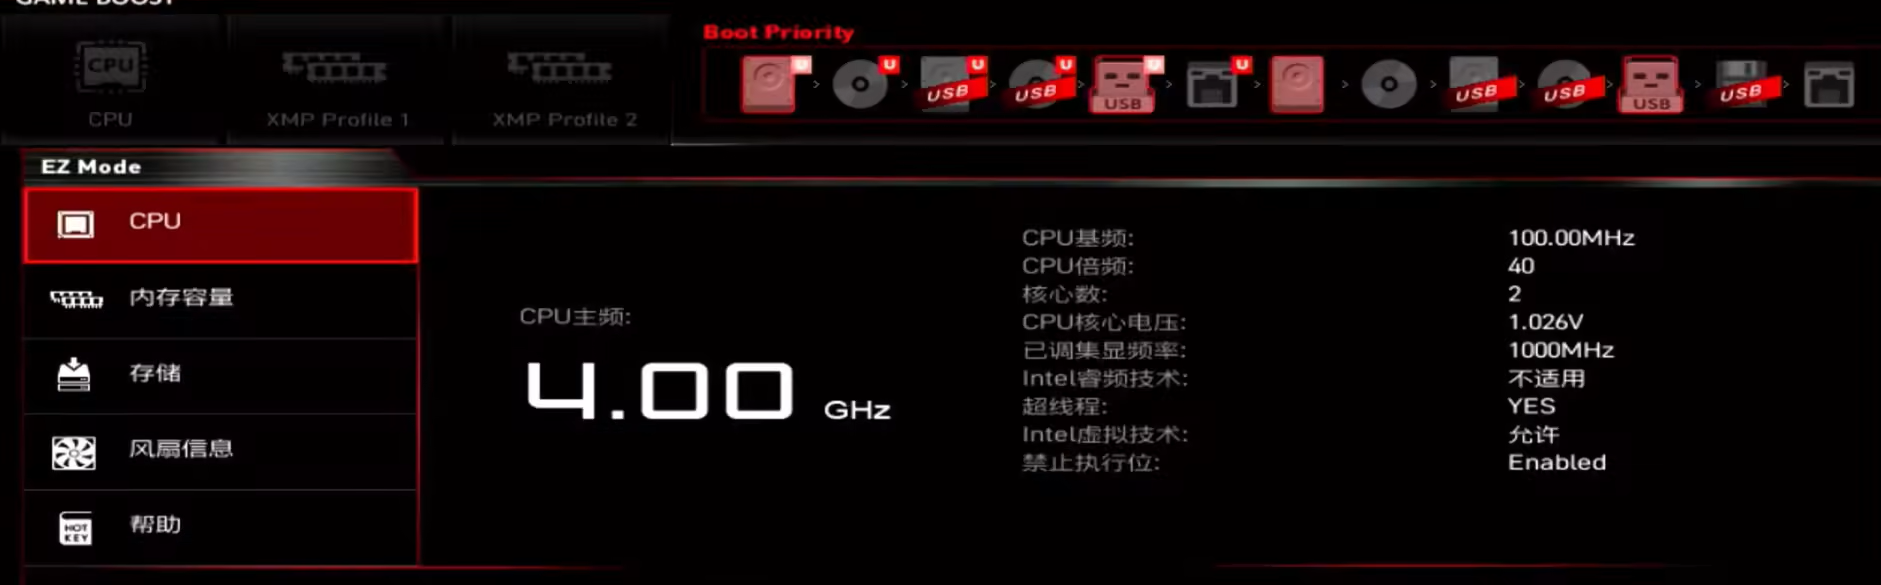 GAME BOOST
CPU
CPU
XMP Profile 1
XMP Profile 2
Boot Priority
U
U
U
USB
U
USB
U
USB
U
USB
USB
USB
USB
EZ Mode
CPU
内存容量
存储
风扇信息
HOT KEY
帮助
CPU主频:
4.00 GHz
CPU基频: 100.00MHz
CPU倍频: 40
核心数: 2
CPU核心电压: 1.026V
已调集显频率: 1000MHz
Intel睿频技术: 不适用
超线程: YES
Intel虚拟技术: 允许
禁止执行位: Enabled